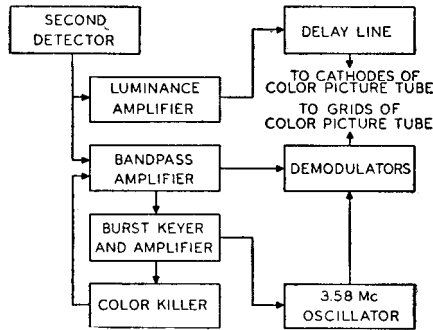 SECOND
DETECTOR
DELAY LINE
LUMINANCE
AMPLIFIER
TO CATHODES OF
COLOR PICTURE TUBE
TO GRIDS OF
COLOR PICTURE TUBE
BANDPASS
AMPLIFIER
DEMODULATORS
BURST KEYER
AND AMPLIFIER
COLOR KILLER
3.58 Mc
OSCILLATOR